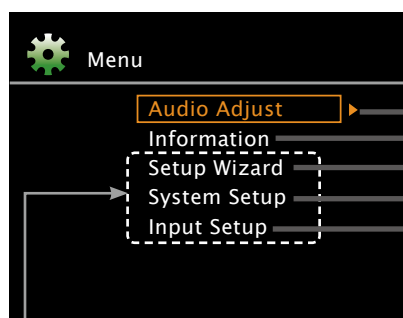 Menu
Audio Adjust
Information
Setup Wizard
System Setup
Input Setup